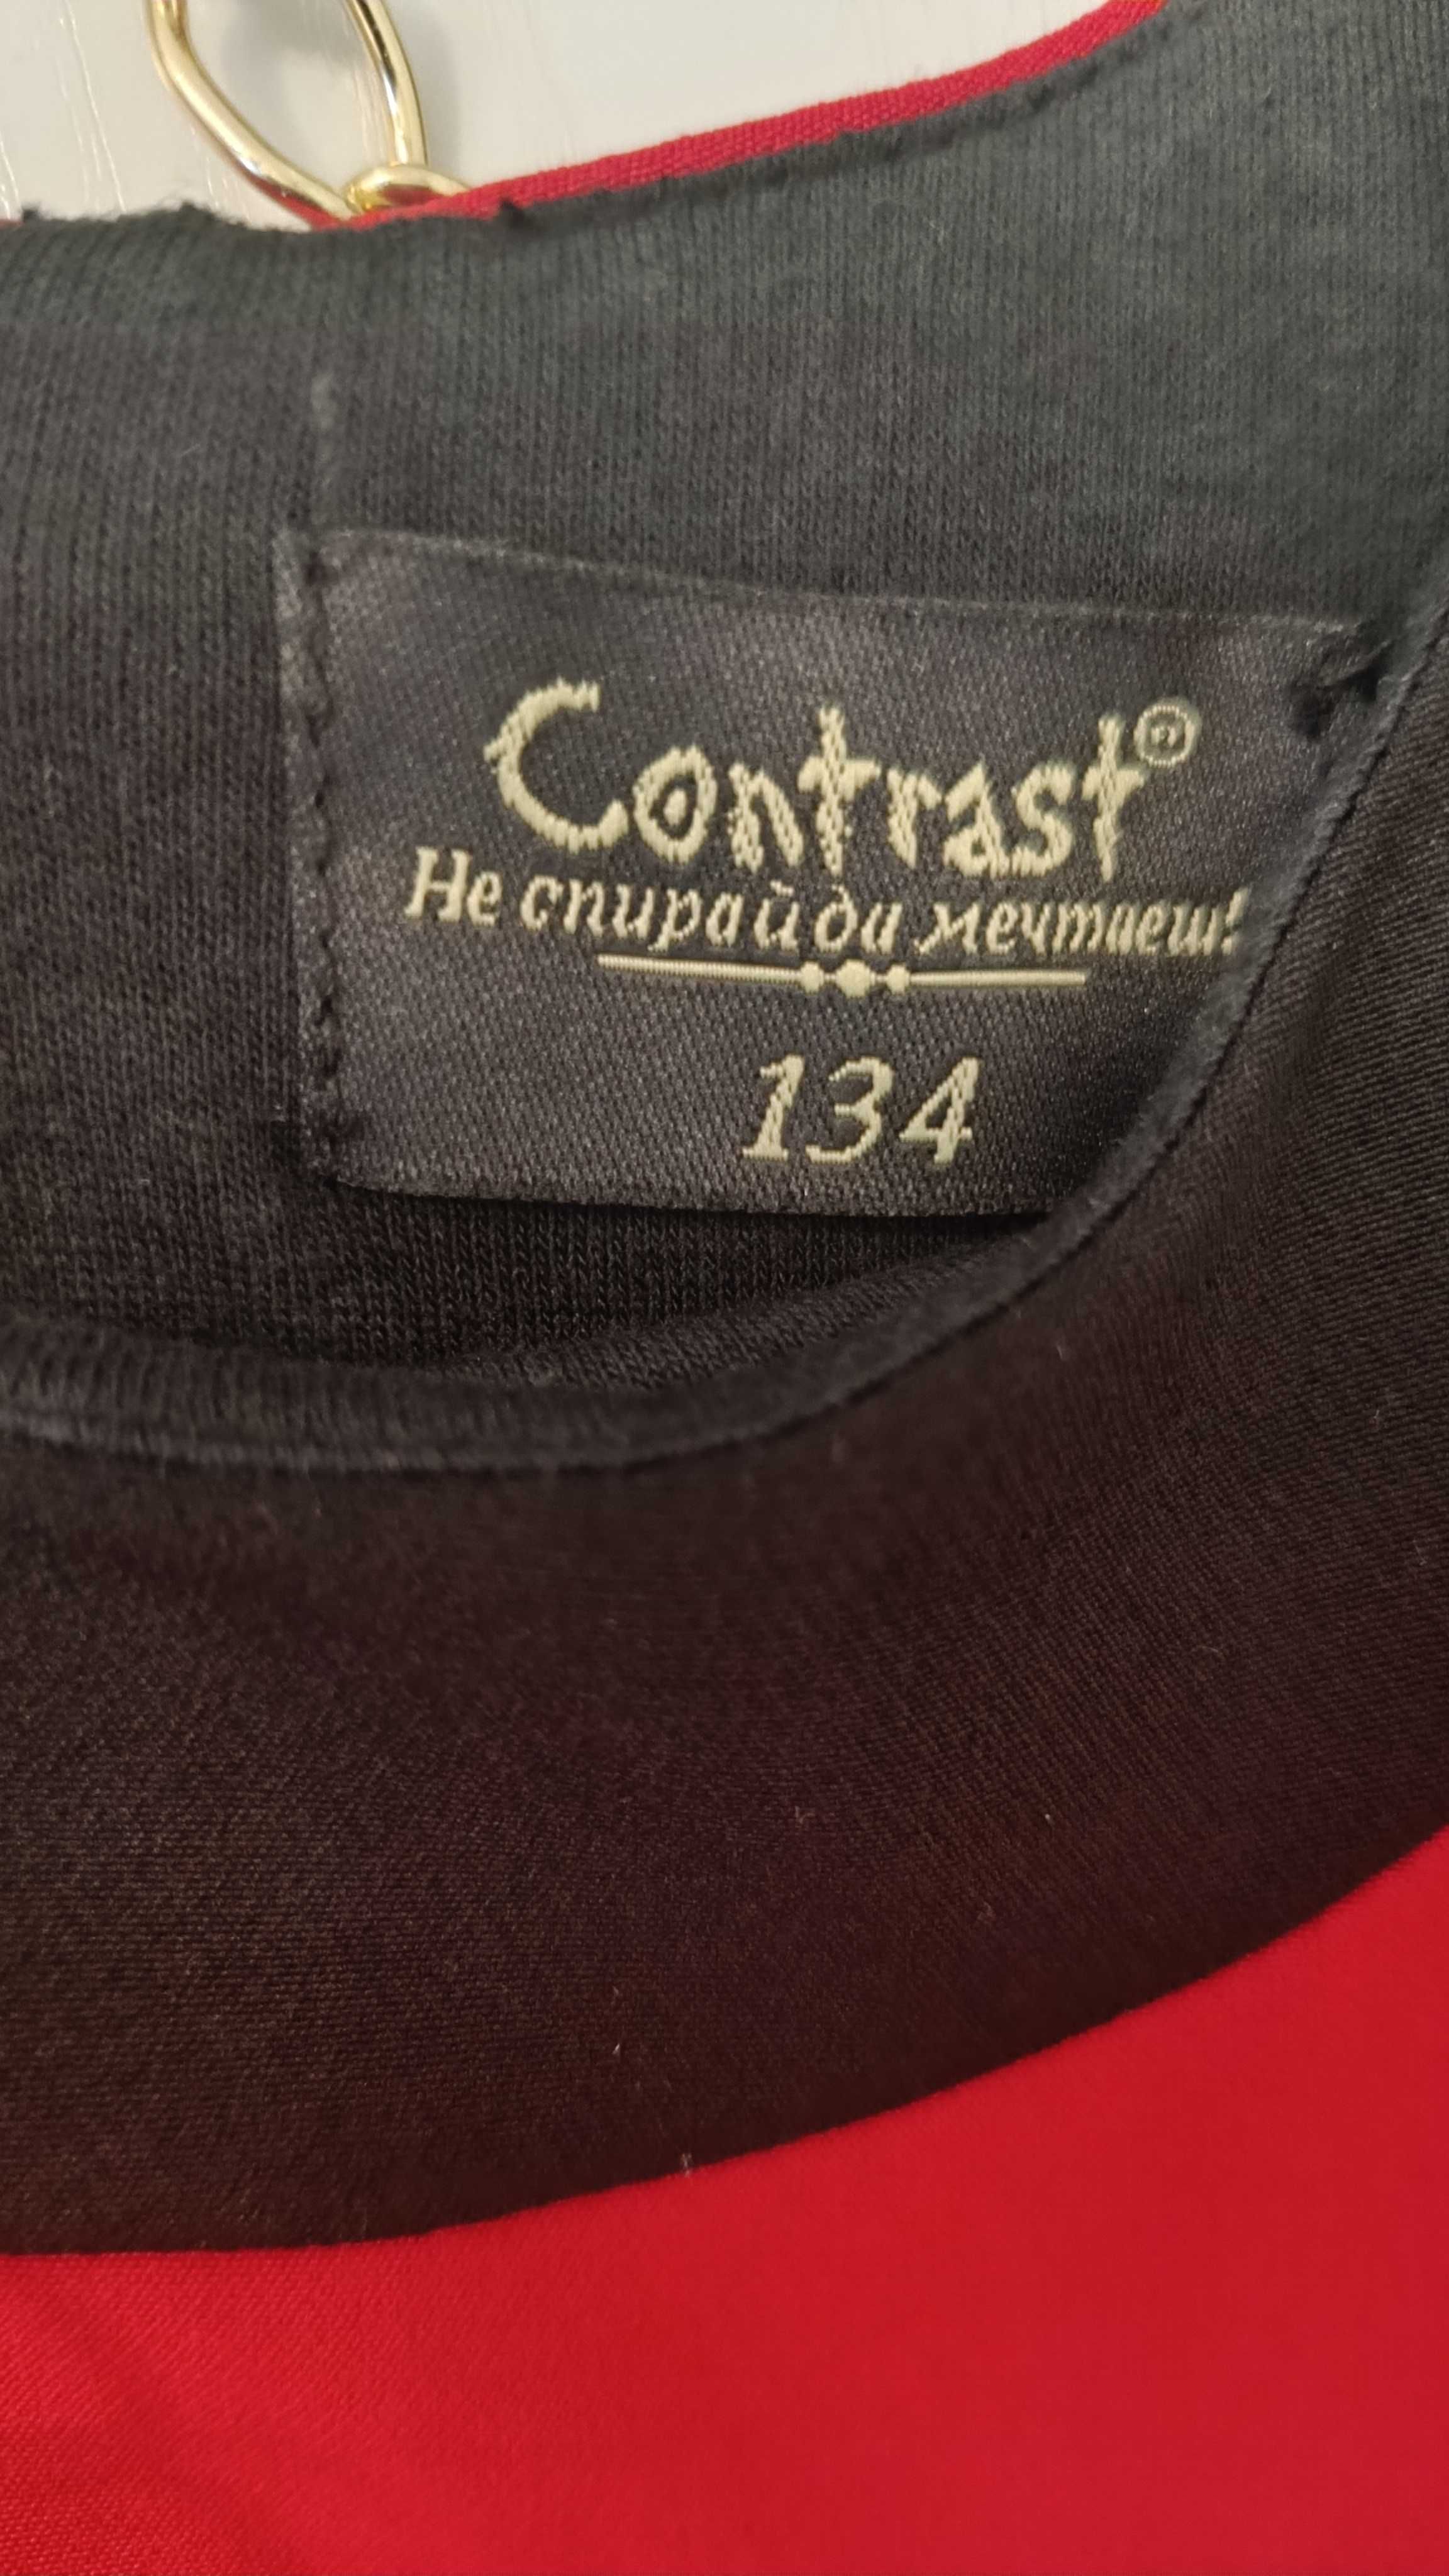 Contrast®
Не спирай да мечтаеш!
134